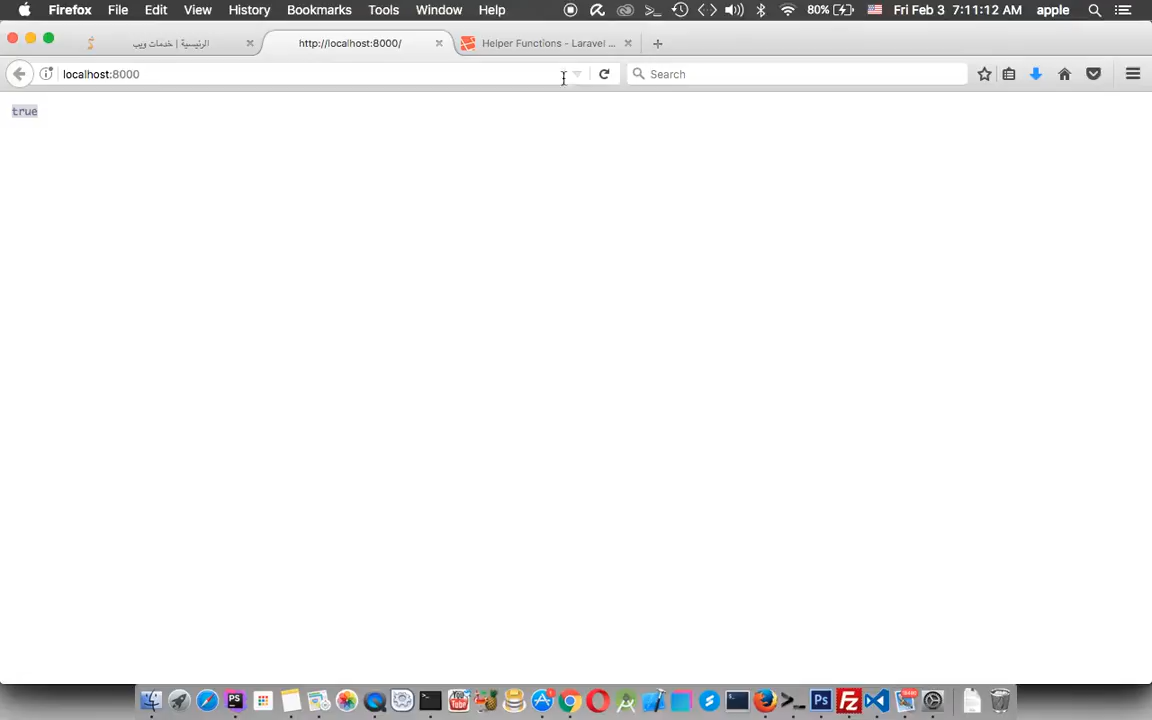 Firefox File Edit View History Bookmarks Tools Window Help 80% Fri Feb 3 7:11:12 AM apple
الرئيسية | خدمات ويب
http://localhost:8000/
Helper Functions - Laravel ...
localhost:8000
Search
true